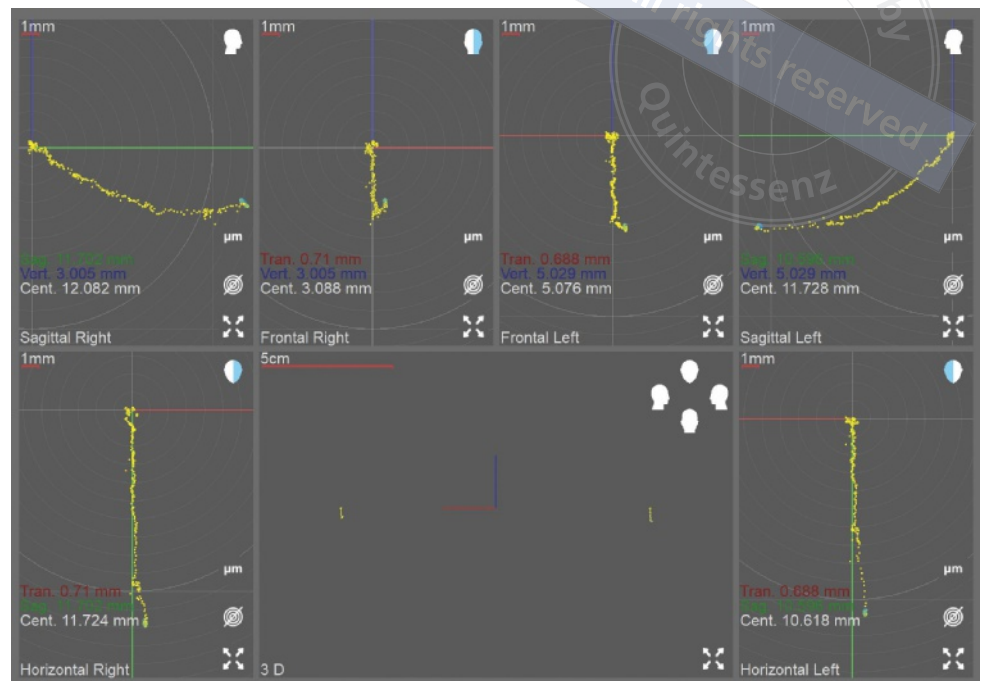 1mm
1mm
1mm
1mm
by
all rights reserved
Quintessenz
µm
µm
µm
µm
Vert. 3.005 mm
Cent. 12.082 mm
Tran. 0.71 mm
Vert. 3.005 mm
Cent. 3.088 mm
Tran. 0.688 mm
Vert. 5.029 mm
Cent. 5.076 mm
Vert. 5.029 mm
Cent. 11.728 mm
Sagittal Right
Frontal Right
Frontal Left
Sagittal Left
1mm
5cm
1mm
µm
µm
Tran. 0.71 mm
Cent. 11.724 mm
Tran. 0.688 mm
Cent. 10.618 mm
Horizontal Right
3 D
Horizontal Left